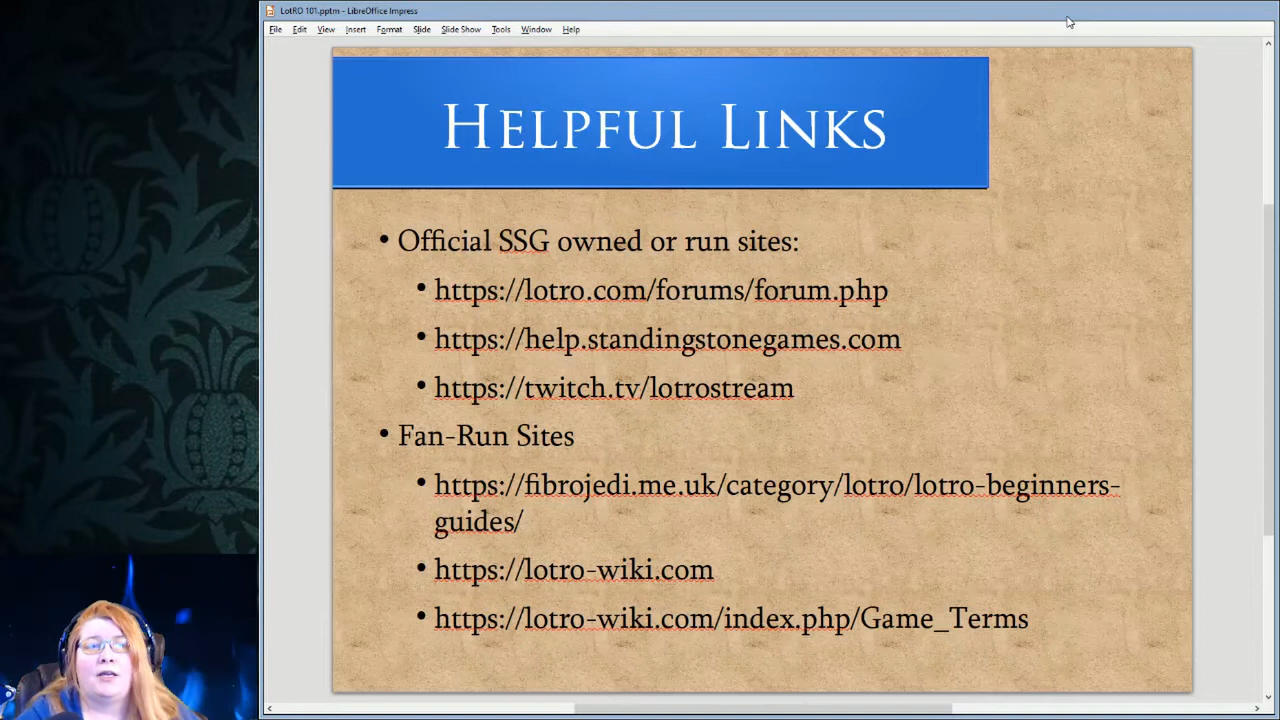 LotRO 101.pptm - LibreOffice Impress
File Edit View Insert Format Slide Slide Show Tools Window Help
Helpful Links
• Official SSG owned or run sites:
• https://lotro.com/forums/forum.php
• https://help.standingstonegames.com
• https://twitch.tv/lotrostream
• Fan-Run Sites
• https://fibrojedi.me.uk/category/lotro/lotro-beginners-
guides/
• https://lotro-wiki.com
• https://lotro-wiki.com/index.php/Game_Terms